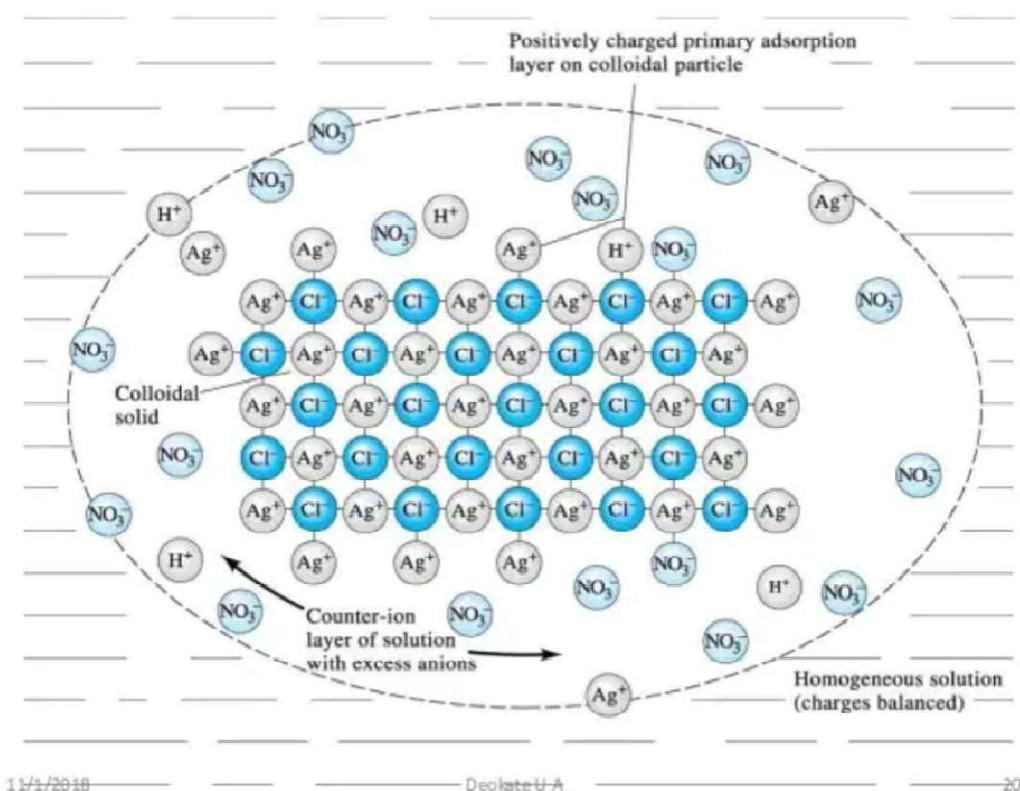 Positively charged primary adsorption
layer on colloidal particle
NO₃⁻
NO₃⁻ NO₃⁻
NO₃⁻
NO₃⁻ Ag⁺
H⁺ H⁺
NO₃⁻
Ag⁺ Ag⁺ Ag⁺ H⁺ NO₃⁻
Ag⁺ Cl⁻ Ag⁺ Cl⁻ Ag⁺ Cl⁻ Ag⁺ Cl⁻ Ag⁺ Cl⁻ Ag⁺ NO₃⁻
NO₃⁻ Ag⁺ Cl⁻ Ag⁺ Cl⁻ Ag⁺ Cl⁻ Ag⁺ Cl⁻ Ag⁺ Cl⁻ Ag⁺
Colloidal
solid
Ag⁺ Cl⁻ Ag⁺ Cl⁻ Ag⁺ Cl⁻ Ag⁺ Cl⁻ Ag⁺ Cl⁻ Ag⁺
NO₃⁻ Cl⁻ Ag⁺ Cl⁻ Ag⁺ Cl⁻ Ag⁺ Cl⁻ Ag⁺ Cl⁻ Ag⁺ NO₃⁻
NO₃⁻ Ag⁺ Cl⁻ Ag⁺ Cl⁻ Ag⁺ Cl⁻ Ag⁺ Cl⁻ Ag⁺ Cl⁻ Ag⁺
H⁺ Ag⁺ Ag⁺ Ag⁺ NO₃⁻
NO₃⁻ H⁺ NO₃⁻
NO₃⁻ NO₃⁻
Counter-ion
layer of solution
with excess anions
NO₃⁻
Ag⁺
Homogeneous solution
(charges balanced)
11/1/2018 Deokate U A 20